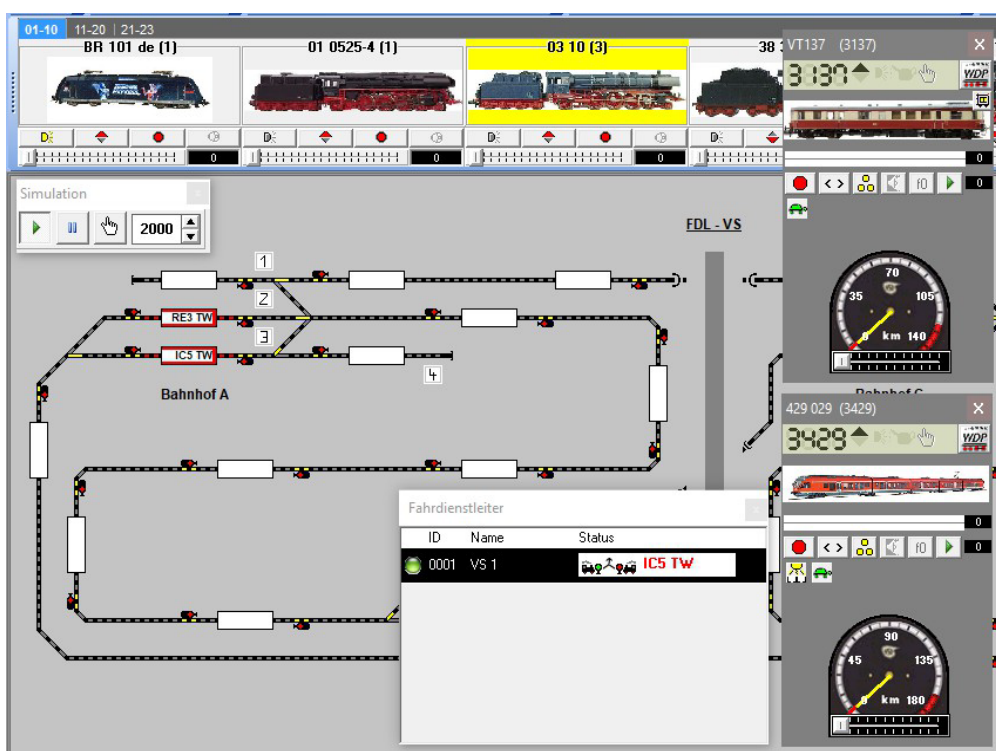 01-10 11-20 21-23
BR 101 de (1)
01 0525-4 (1)
03 10 (3)
38 3
0
0
0
VT137 (3137)
3137
WDP
0
f0
0
70
35
105
km
140
Simulation
2000
FDL - VS
1
2
3
4
RE3 TW
IC5 TW
Bahnhof A
429 029 (3429)
3429
WDP
0
f0
0
90
45
135
km
180
Fahrdienstleiter
ID Name Status
0001 VS 1 IC5 TW